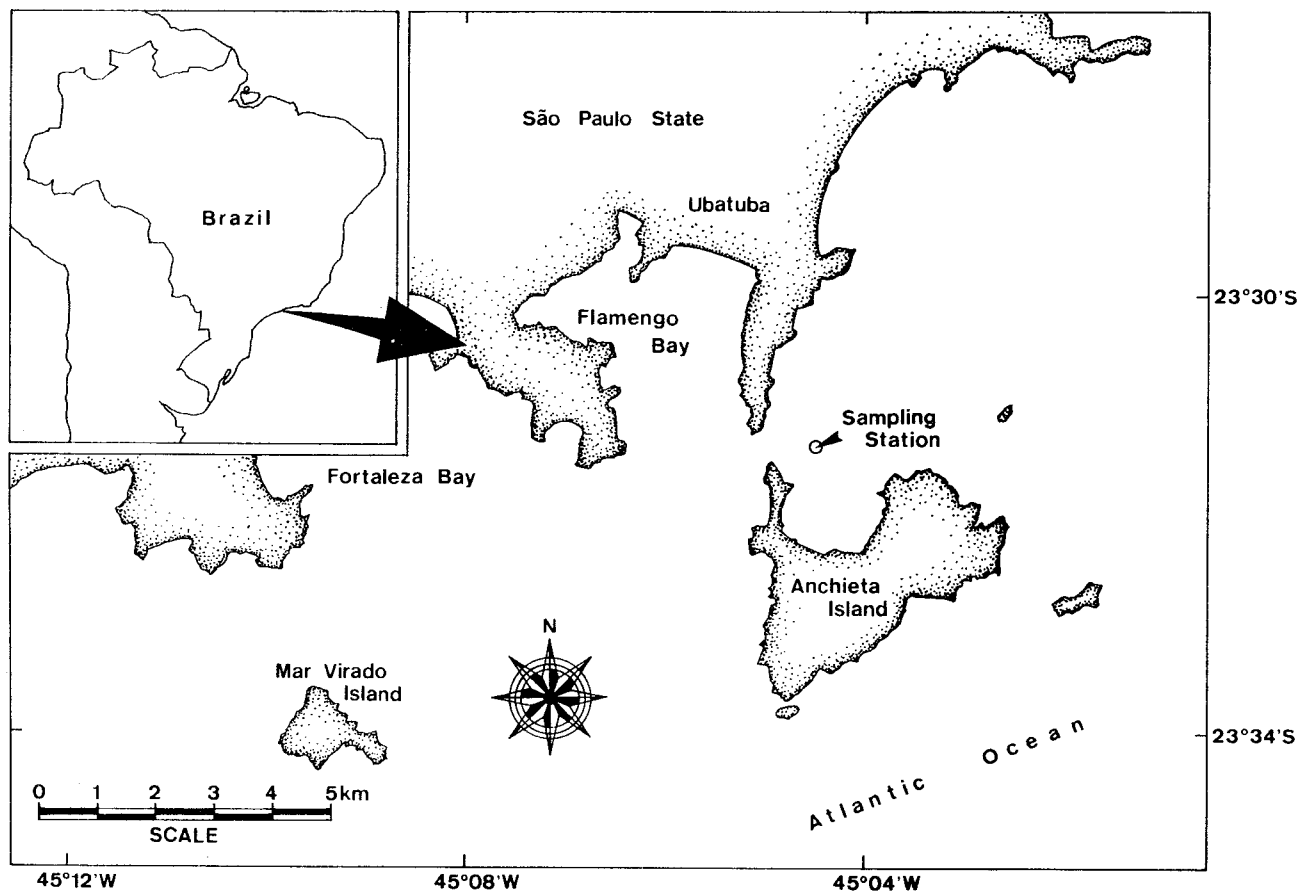 São Paulo State
Brazil
Ubatuba
23°30'S
Flamengo
Bay
Sampling
Station
Fortaleza Bay
Anchieta
Island
N
Mar Virado
Island
23°34'S
Atlantic Ocean
0 1 2 3 4 5km
SCALE
45°12'W
45°08'W
45°04'W